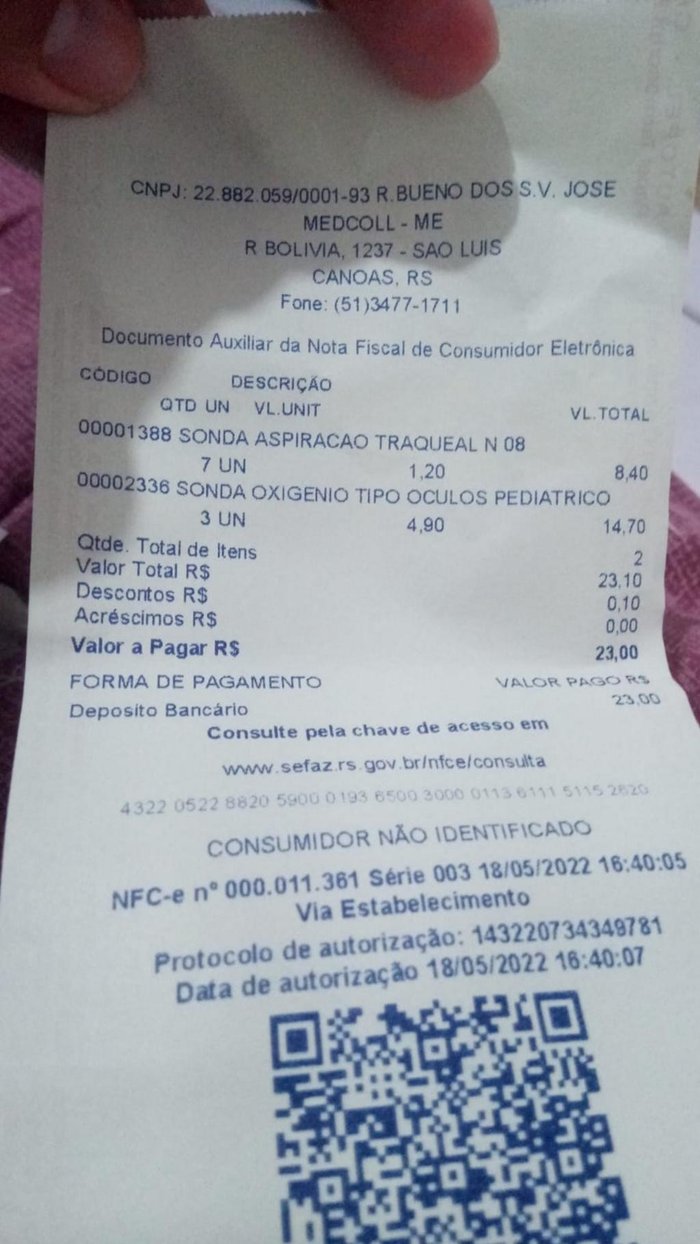 CNPJ: 22.882.059/0001-93 R.BUENO DOS S.V. JOSE
MEDCOLL - ME
R BOLIVIA, 1237 - SAO LUIS
CANOAS, RS
Fone: (51)3477-1711
Documento Auxiliar da Nota Fiscal de Consumidor Eletrônica
CÓDIGO DESCRIÇÃO
QTD UN VL.UNIT VL.TOTAL
00001388 SONDA ASPIRACAO TRAQUEAL N 08
7 UN 1,20 8,40
00002336 SONDA OXIGENIO TIPO OCULOS PEDIATRICO
3 UN 4,90 14,70
Qtde. Total de Itens 2
Valor Total R$ 23,10
Descontos R$ 0,10
Acréscimos R$ 0,00
Valor a Pagar R$ 23,00
FORMA DE PAGAMENTO VALOR PAGO R$
Deposito Bancário 23,00
Consulte pela chave de acesso em
www.sefaz.rs.gov.br/nfce/consulta
4322 0522 8820 5900 0193 6500 3000 0113 6111 5115 2620
CONSUMIDOR NÃO IDENTIFICADO
NFC-e nº 000.011.361 Série 003 18/05/2022 16:40:05
Via Estabelecimento
Protocolo de autorização: 143220734349781
Data de autorização 18/05/2022 16:40:07